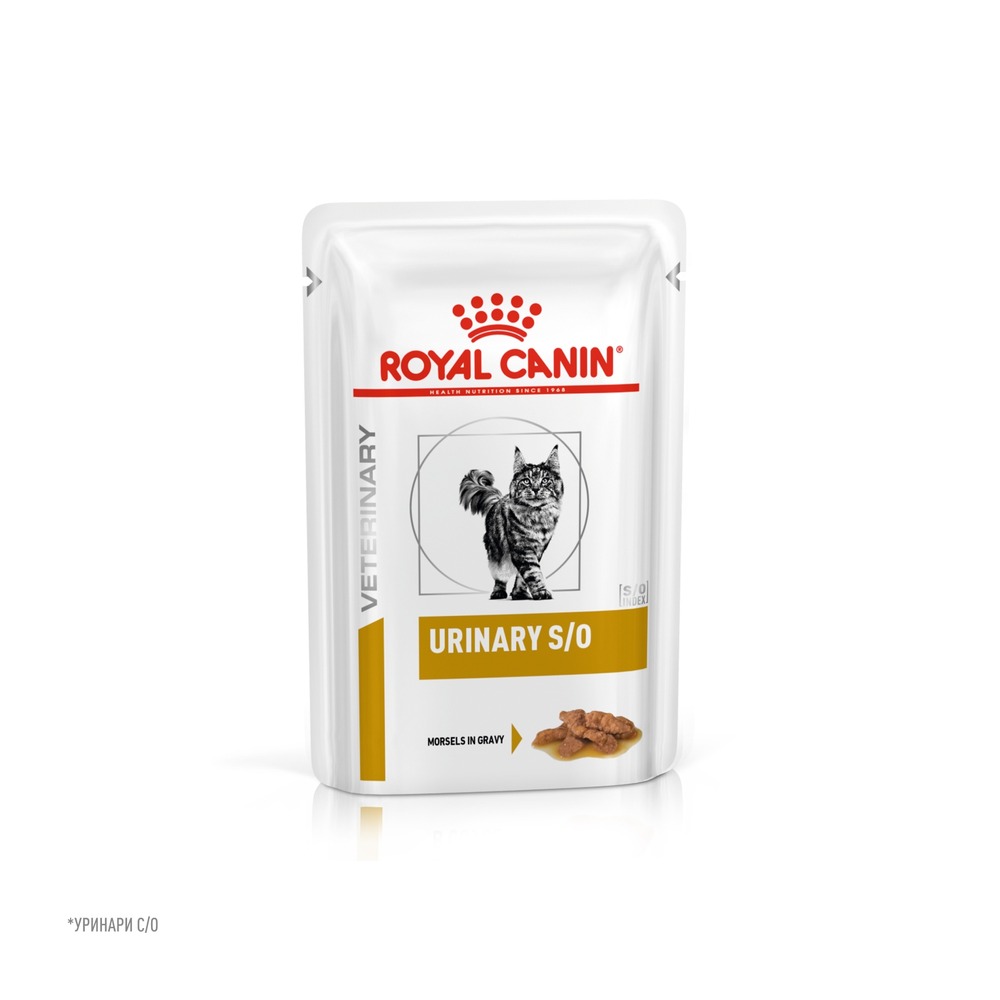 ROYAL CANIN®
HEALTH NUTRITION SINCE 1968
VETERINARY
[S/O
INDEX]
URINARY S/O
MORSELS IN GRAVY
*УРИНАРИ С/О